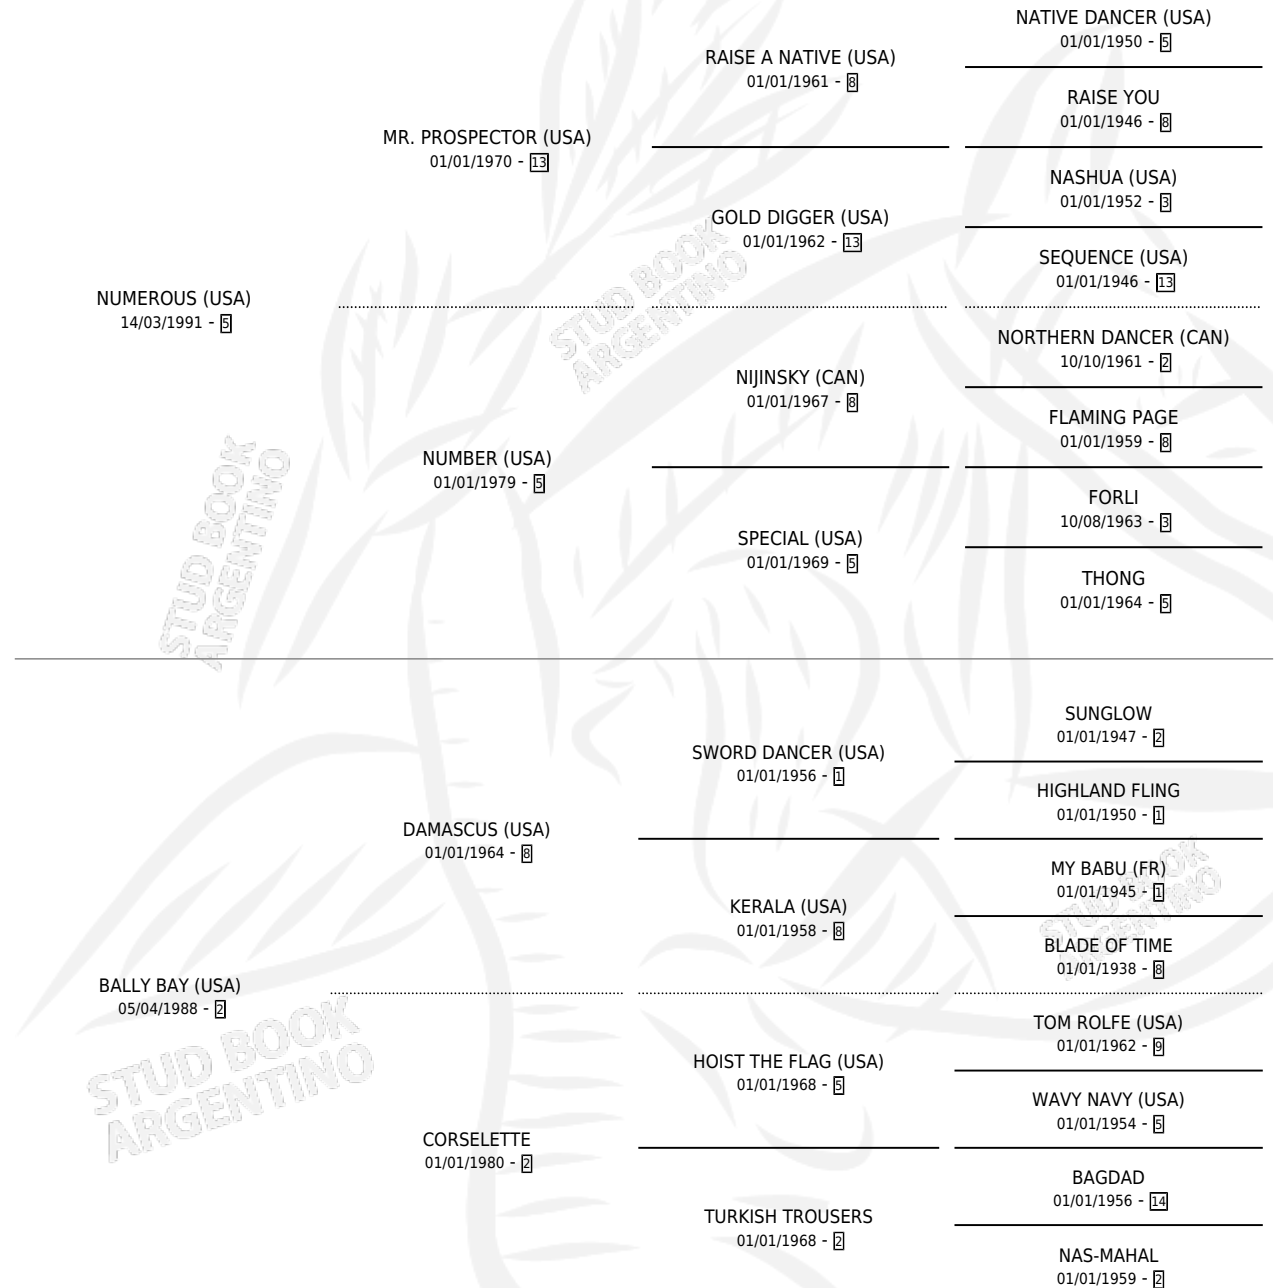 NATIVE DANCER (USA)
01/01/1950 - 5
RAISE A NATIVE (USA)
01/01/1961 - 8
RAISE YOU
01/01/1946 - 8
MR. PROSPECTOR (USA)
01/01/1970 - 13
NASHUA (USA)
01/01/1952 - 3
GOLD DIGGER (USA)
01/01/1962 - 13
SEQUENCE (USA)
01/01/1946 - 13
NUMEROUS (USA)
14/03/1991 - 5
STUD BOOK
ARGENTINO
NORTHERN DANCER (CAN)
10/10/1961 - 2
NIJINSKY (CAN)
01/01/1967 - 8
FLAMING PAGE
01/01/1959 - 8
NUMBER (USA)
01/01/1979 - 5
FORLI
10/08/1963 - 3
SPECIAL (USA)
01/01/1969 - 5
THONG
01/01/1964 - 5
STUD BOOK
ARGENTINO
SUNGLOW
01/01/1947 - 2
SWORD DANCER (USA)
01/01/1956 - 1
HIGHLAND FLING
01/01/1950 - 1
DAMASCUS (USA)
01/01/1964 - 8
MY BABU (FR)
01/01/1945 - 1
KERALA (USA)
01/01/1958 - 8
BLADE OF TIME
01/01/1938 - 8
STUD BOOK
ARGENTINO
BALLY BAY (USA)
05/04/1988 - 2
TOM ROLFE (USA)
01/01/1962 - 9
HOIST THE FLAG (USA)
01/01/1968 - 5
WAVY NAVY (USA)
01/01/1954 - 5
STUD BOOK
ARGENTINO
CORSELETTE
01/01/1980 - 2
BAGDAD
01/01/1956 - 14
TURKISH TROUSERS
01/01/1968 - 2
NAS-MAHAL
01/01/1959 - 2